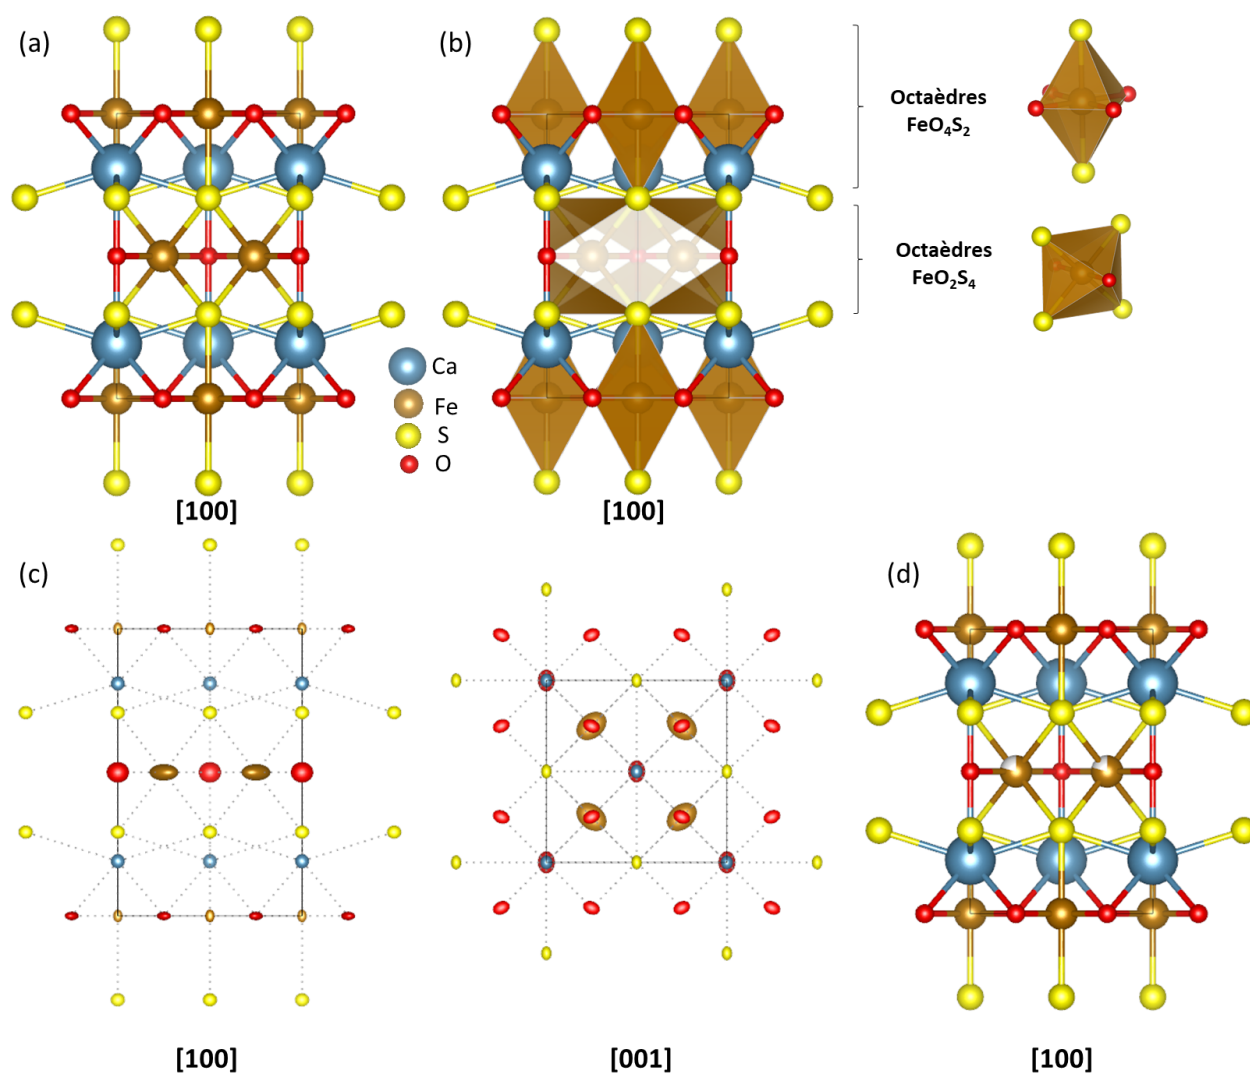 (a)
(b)
Octaèdres
FeO₄S₂
Octaèdres
FeO₂S₄
Ca
Fe
S
O
[100]
[100]
(c)
(d)
[100]
[001]
[100]